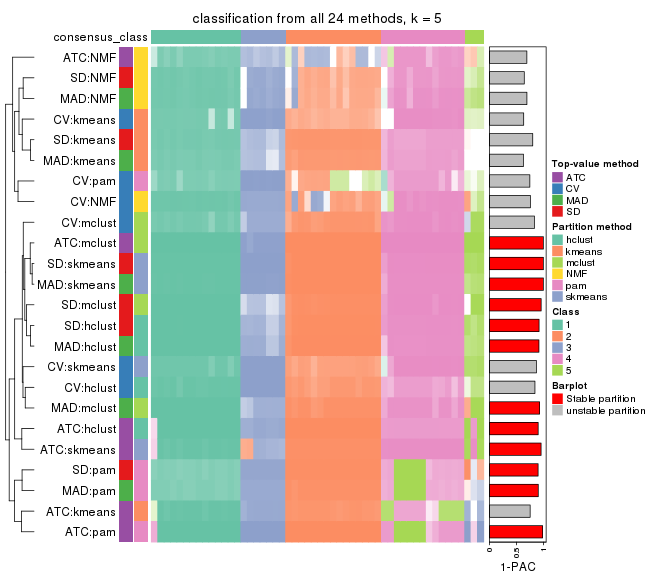 classification from all 24 methods, k = 5
consensus_class
ATC:NMF
SD:NMF
MAD:NMF
CV:kmeans
SD:kmeans
MAD:kmeans
CV:pam
CV:NMF
CV:mclust
ATC:mclust
SD:skmeans
MAD:skmeans
SD:mclust
SD:hclust
MAD:hclust
CV:skmeans
CV:hclust
MAD:mclust
ATC:hclust
ATC:skmeans
SD:pam
MAD:pam
ATC:kmeans
ATC:pam
0
0.5
1
1-PAC
Top-value method
ATC
CV
MAD
SD
Partition method
hclust
kmeans
mclust
NMF
pam
skmeans
Class
1
2
3
4
5
Barplot
Stable partition
unstable partition